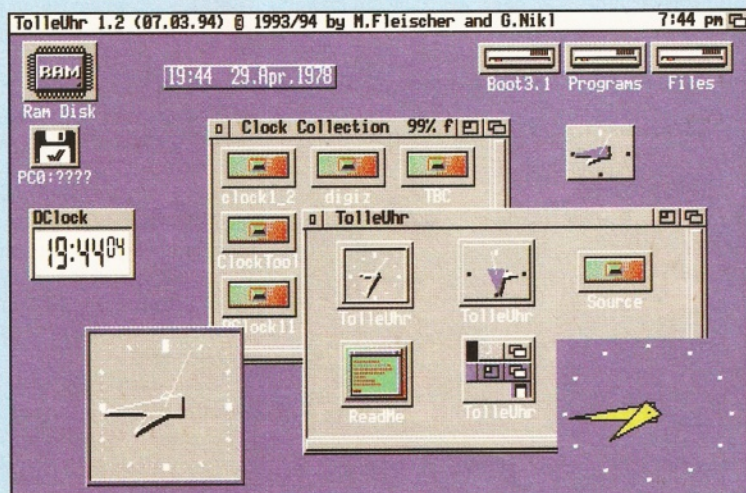 TolleUhr 1.2 (07.03.94) @ 1993/94 by M.Fleischer and G.Nikl 7:44 pm
RAM
Ram Disk
19:44 29.Apr.1978
Boot3.1 Programs Files
PC0:????
Clock Collection 99% f
clock1_2 digiz TBC
DClock
19:44 04
TolleUhr
ClockTool
DClock11
TolleUhr TolleUhr Source
ReadMe TolleUhr